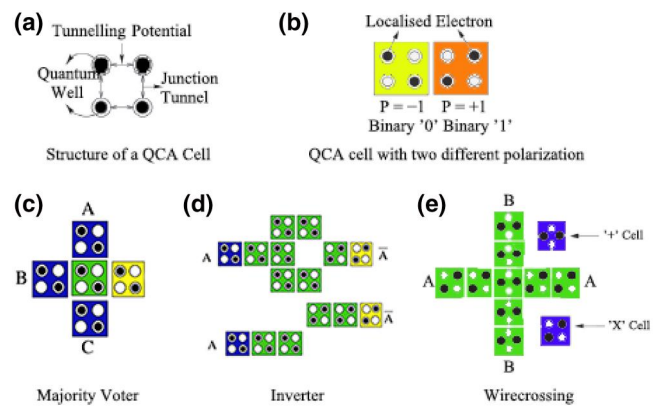 (a)
Tunnelling Potential
Quantum
Well
Junction
Tunnel
Structure of a QCA Cell
(b)
Localised Electron
P = −1 P = +1
Binary '0' Binary '1'
QCA cell with two different polarization
(c)
A
B
C
Majority Voter
(d)
A
A̅
A
A̅
Inverter
(e)
B
'+' Cell
A A
'X' Cell
B
Wirecrossing